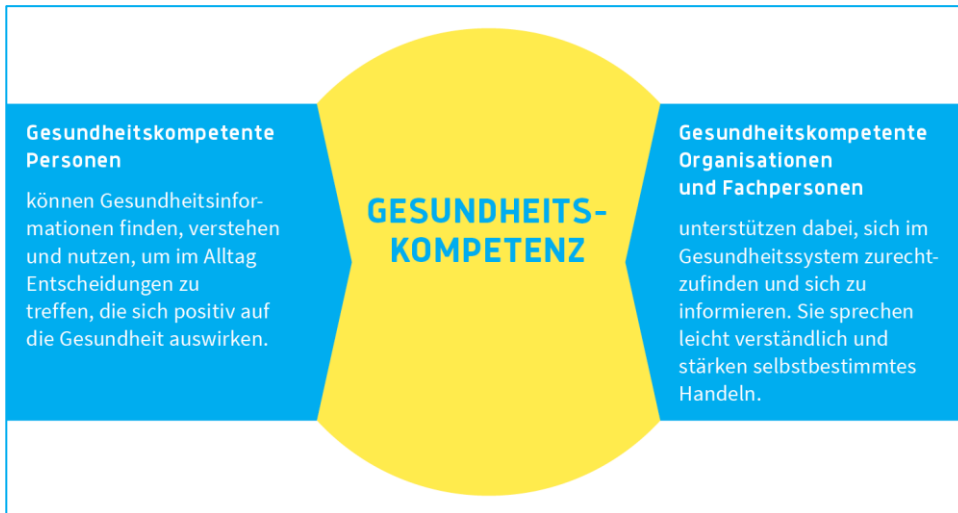 Gesundheitskompetente
Personen
können Gesundheitsinfor-
mationen finden, verstehen
und nutzen, um im Alltag
Entscheidungen zu
treffen, die sich positiv auf
die Gesundheit auswirken.
GESUNDHEITS-
KOMPETENZ
Gesundheitskompetente
Organisationen
und Fachpersonen
unterstützen dabei, sich im
Gesundheitssystem zurecht-
zufinden und sich zu
informieren. Sie sprechen
leicht verständlich und
stärken selbstbestimmtes
Handeln.